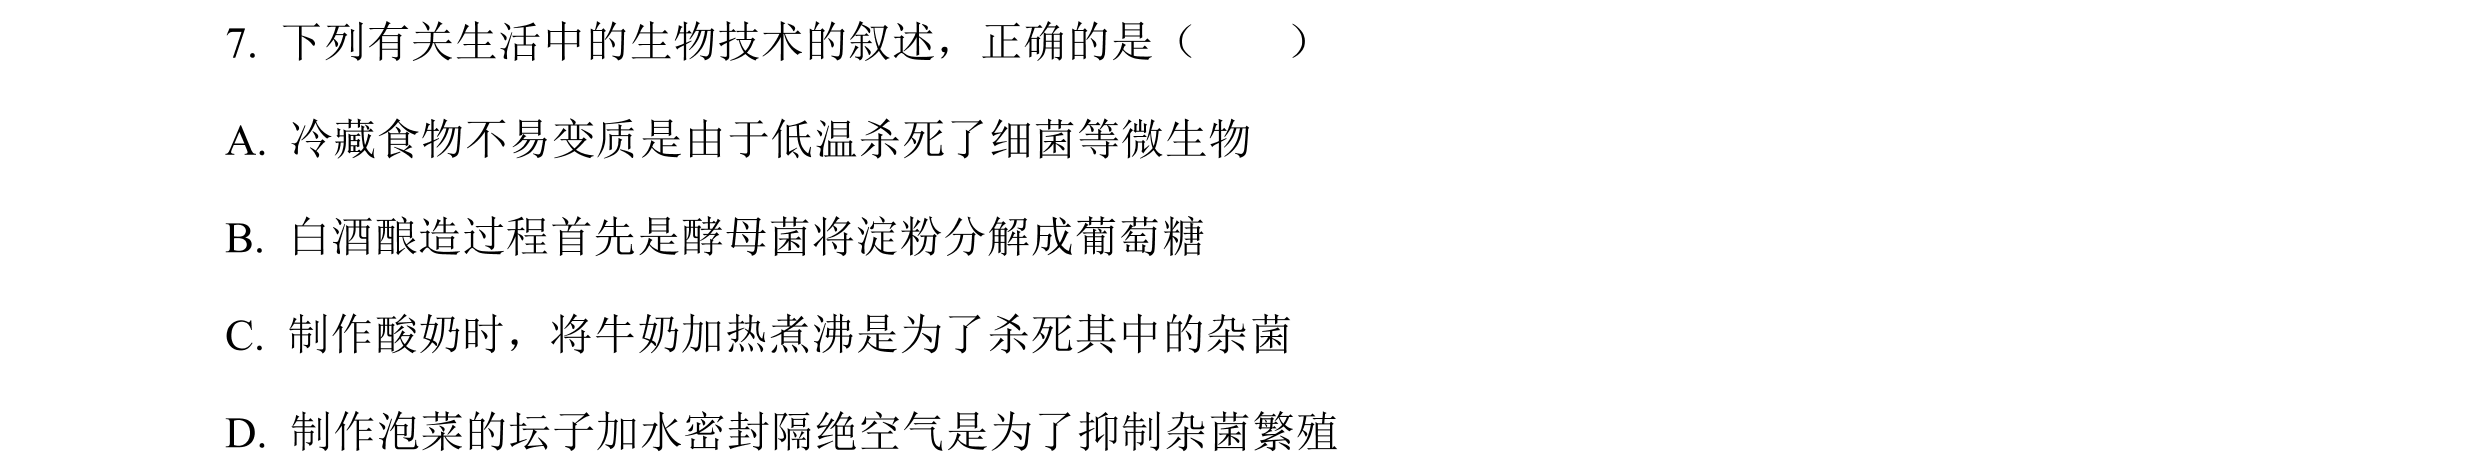 7. 下列有关生活中的生物技术的叙述，正确的是（　　）
A. 冷藏食物不易变质是由于低温杀死了细菌等微生物
B. 白酒酿造过程首先是酵母菌将淀粉分解成葡萄糖
C. 制作酸奶时，将牛奶加热煮沸是为了杀死其中的杂菌
D. 制作泡菜的坛子加水密封隔绝空气是为了抑制杂菌繁殖